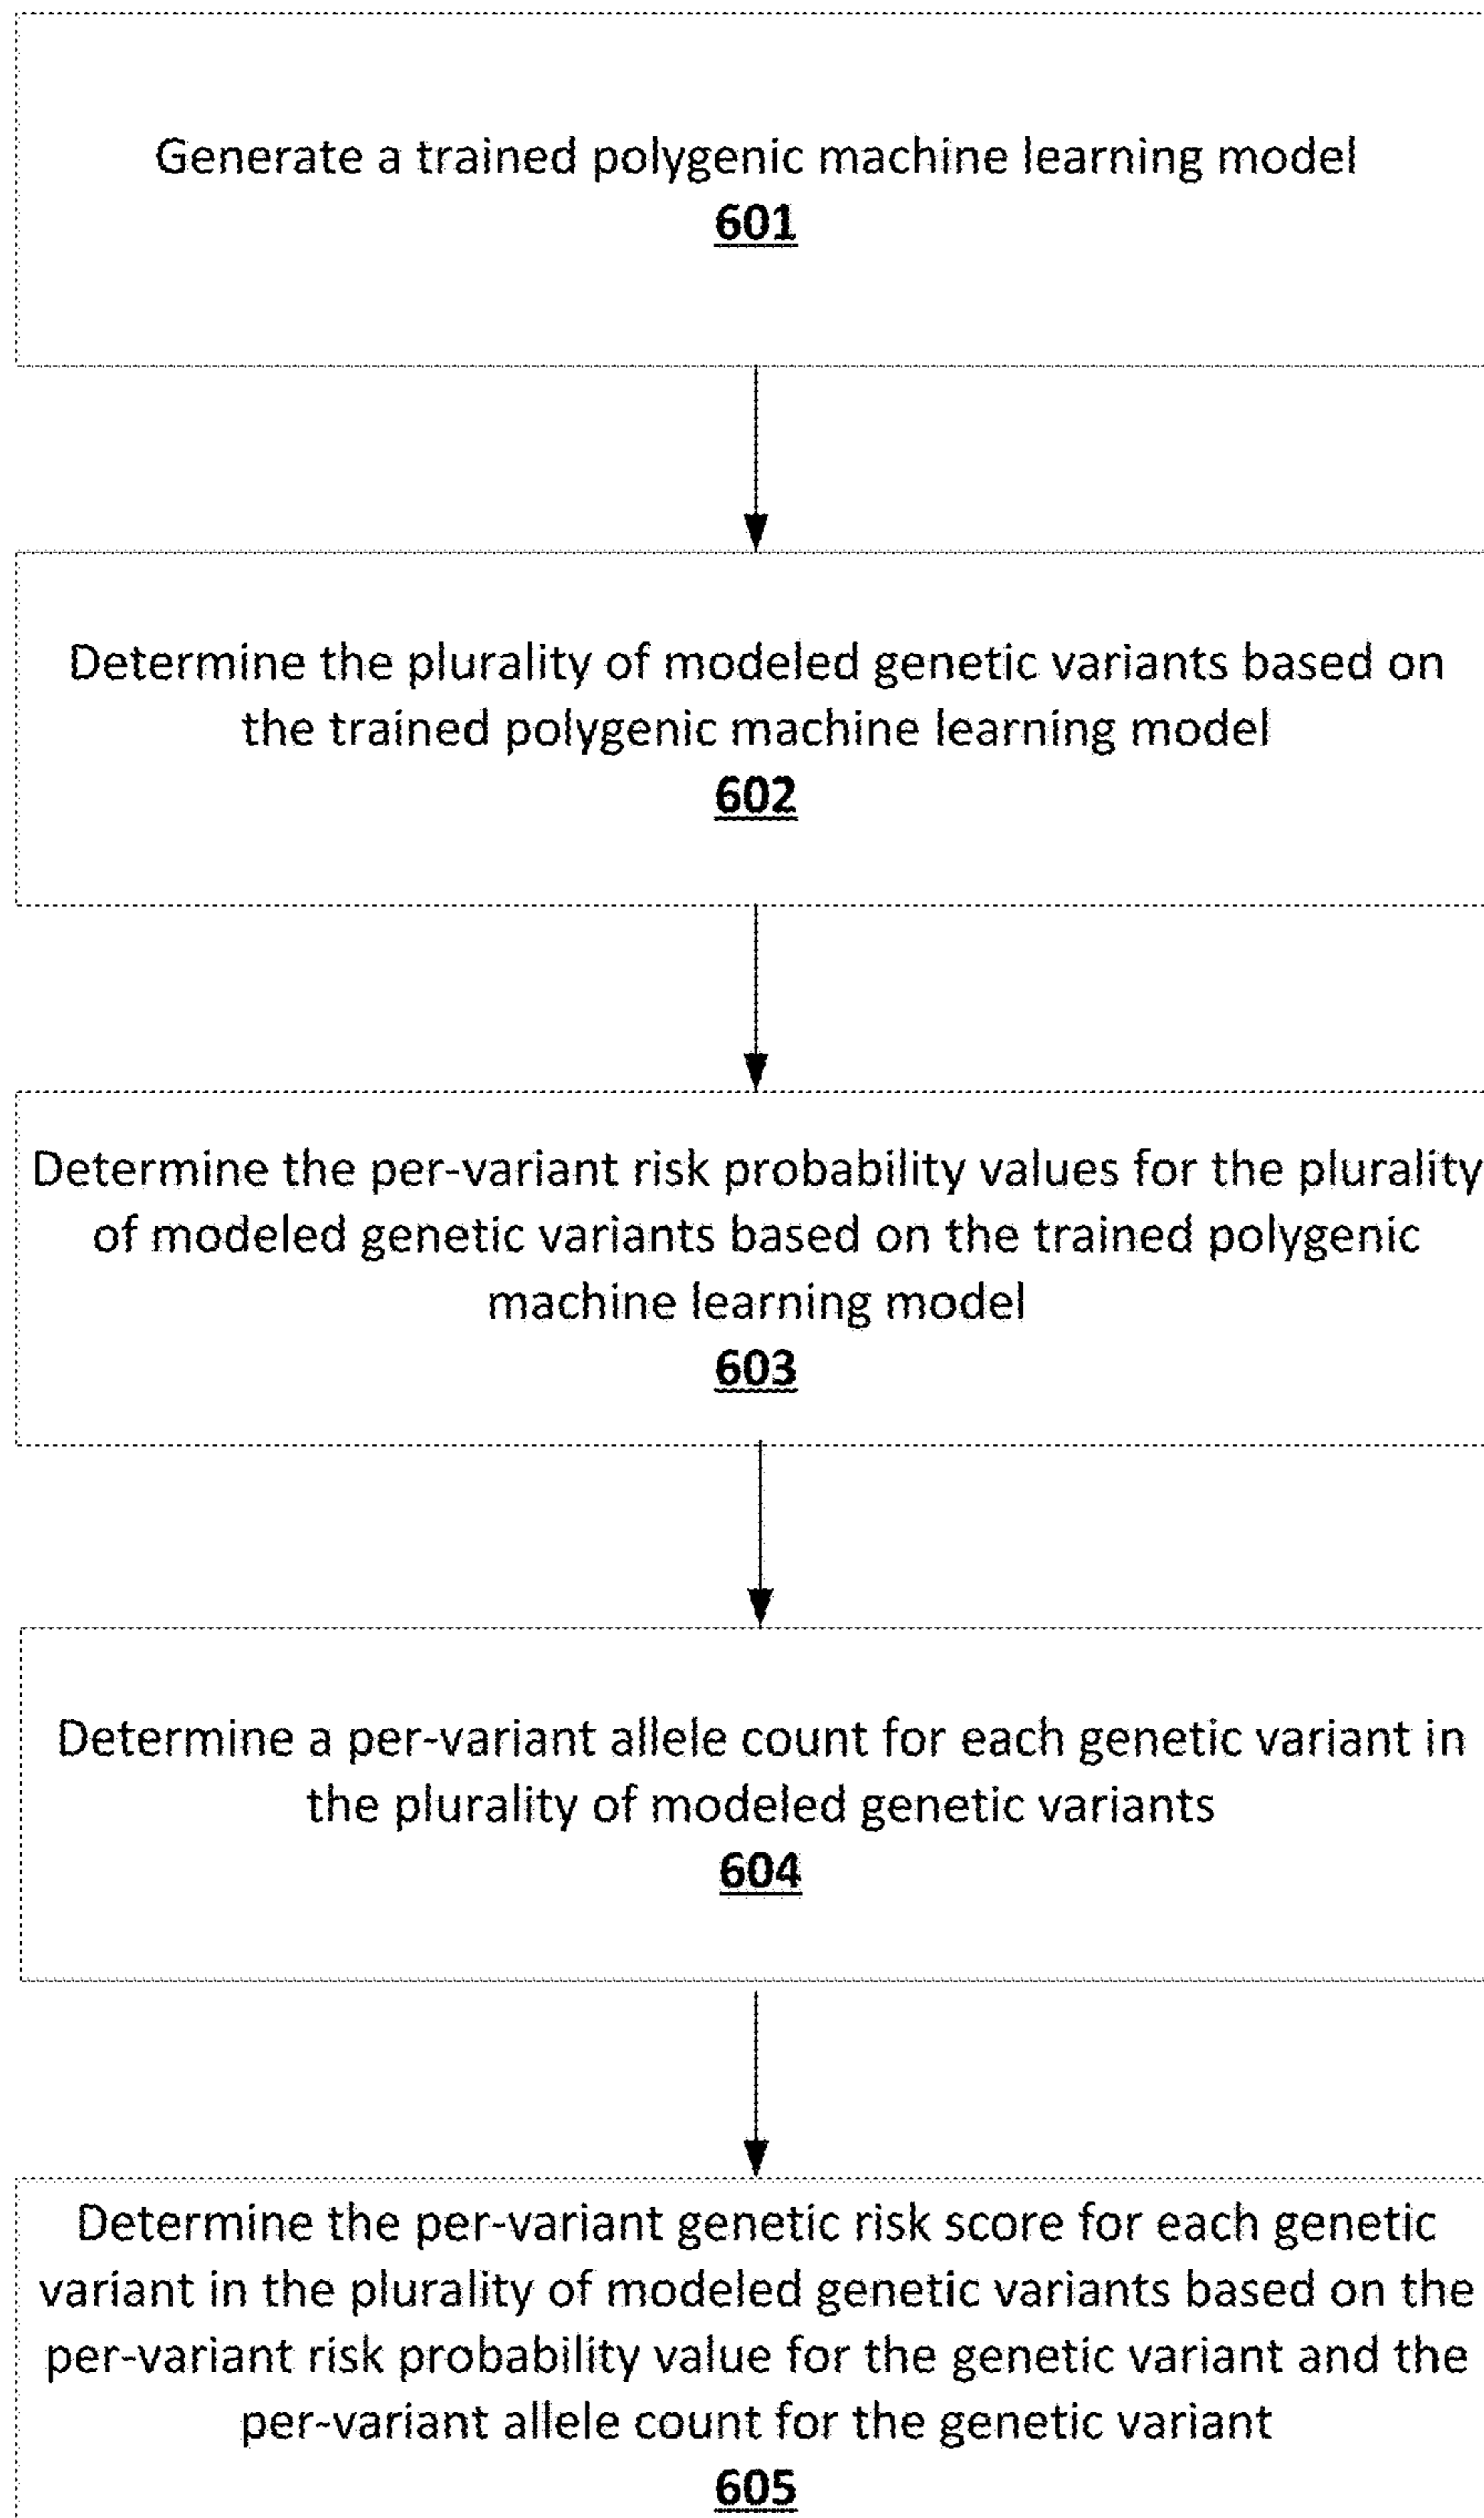 Generate a trained polygenic machine learning model
601
Determine the plurality of modeled genetic variants based on
the trained polygenic machine learning model
602
Determine the per-variant risk probability values for the plurality
of modeled genetic variants based on the trained polygenic
machine learning model
603
Determine a per-variant allele count for each genetic variant in
the plurality of modeled genetic variants
604
Determine the per-variant genetic risk score for each genetic
variant in the plurality of modeled genetic variants based on the
per-variant risk probability value for the genetic variant and the
per-variant allele count for the genetic variant
605